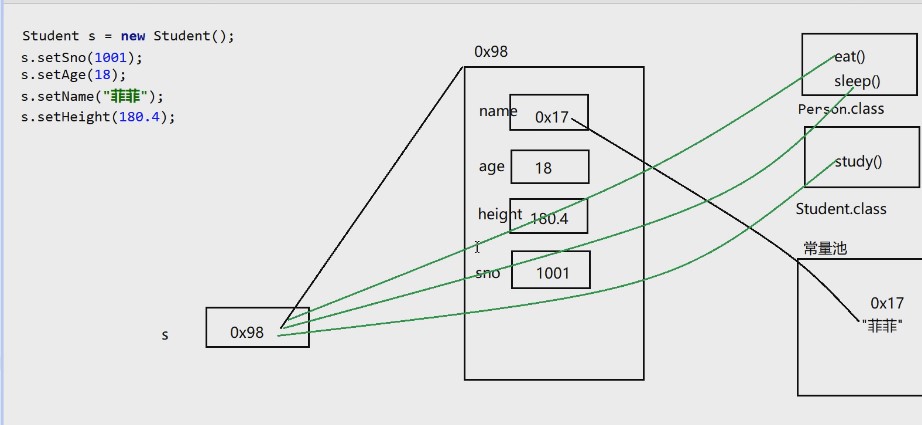 Student s = new Student();
s.setSno(1001);
s.setAge(18);
s.setName("菲菲");
s.setHeight(180.4);
0x98
name 0x17
age 18
height 180.4
sno 1001
s 0x98
eat()
sleep()
Person.class
study()
Student.class
常量池
0x17
"菲菲"